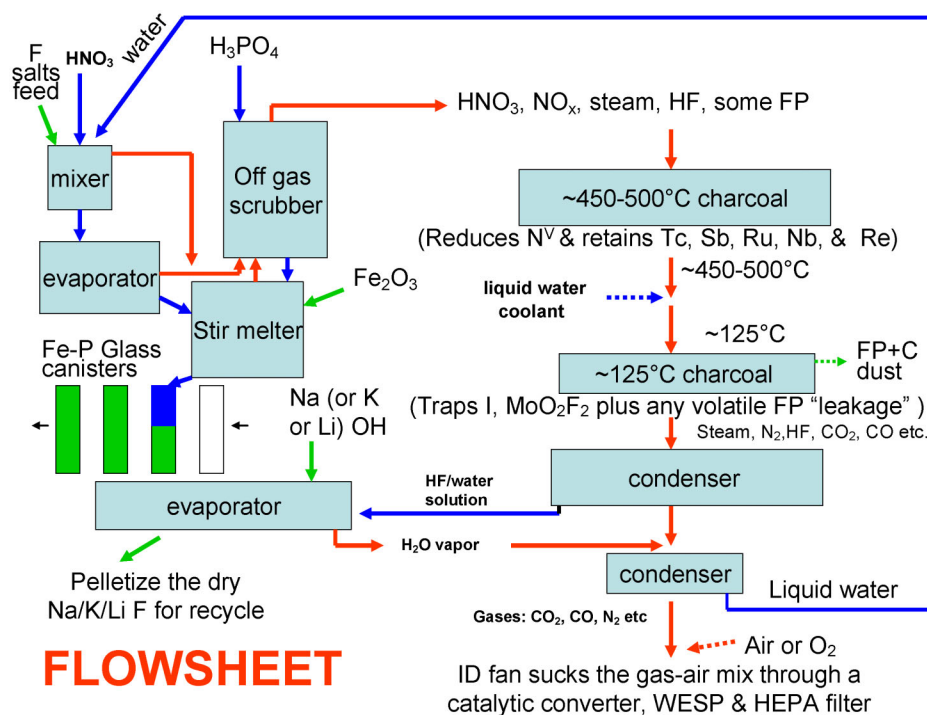 F
salts
feed
HNO₃
water
H₃PO₄
HNO₃, NOₓ, steam, HF, some FP
mixer
Off gas
scrubber
~450-500°C charcoal
(Reduces Nⱽ & retains Tc, Sb, Ru, Nb, & Re)
evaporator
~450-500°C
Fe₂O₃
liquid water
coolant
Stir melter
~125°C
Fe-P Glass
canisters
~125°C charcoal
FP+C
dust
Na (or K
or Li) OH
(Traps I, MoO₂F₂ plus any volatile FP “leakage” )
Steam, N₂,HF, CO₂, CO etc.
HF/water
solution
condenser
evaporator
H₂O vapor
condenser
Liquid water
Pelletize the dry
Na/K/Li F for recycle
Gases: CO₂, CO, N₂ etc
Air or O₂
FLOWSHEET
ID fan sucks the gas-air mix through a
catalytic converter, WESP & HEPA filter